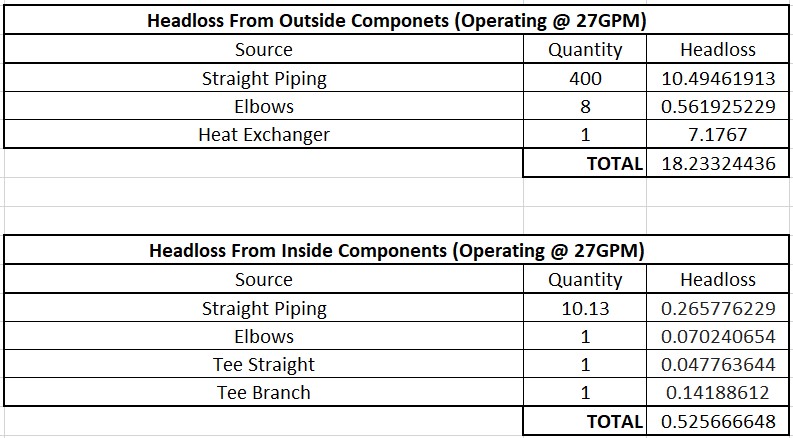 Headloss From Outside Componets (Operating @ 27GPM)
Source Quantity Headloss
Straight Piping 400 10.49461913
Elbows 8 0.561925229
Heat Exchanger 1 7.1767
TOTAL 18.23324436
Headloss From Inside Components (Operating @ 27GPM)
Source Quantity Headloss
Straight Piping 10.13 0.265776229
Elbows 1 0.070240654
Tee Straight 1 0.047763644
Tee Branch 1 0.14188612
TOTAL 0.525666648